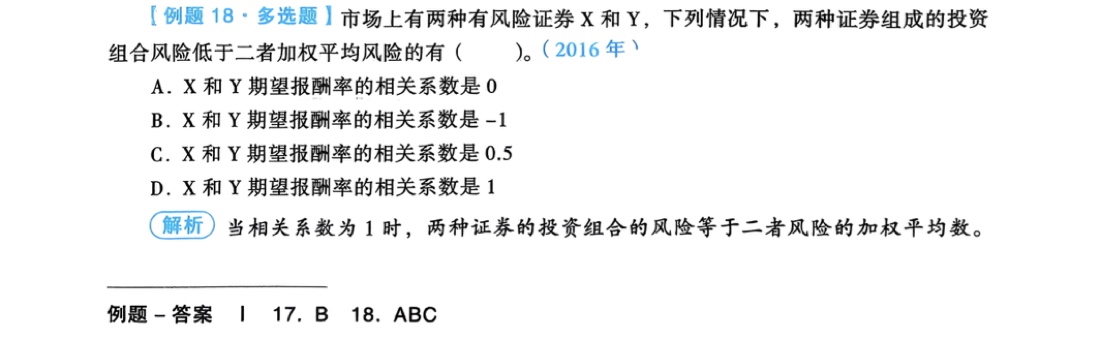 【例题 18·多选题】市场上有两种有风险证券 X 和 Y，下列情况下，两种证券组成的投资
组合风险低于二者加权平均风险的有（　　）。（2016 年）
A. X 和 Y 期望报酬率的相关系数是 0
B. X 和 Y 期望报酬率的相关系数是 -1
C. X 和 Y 期望报酬率的相关系数是 0.5
D. X 和 Y 期望报酬率的相关系数是 1
解析 当相关系数为 1 时，两种证券的投资组合的风险等于二者风险的加权平均数。
例题 – 答案 | 17. B 18. ABC